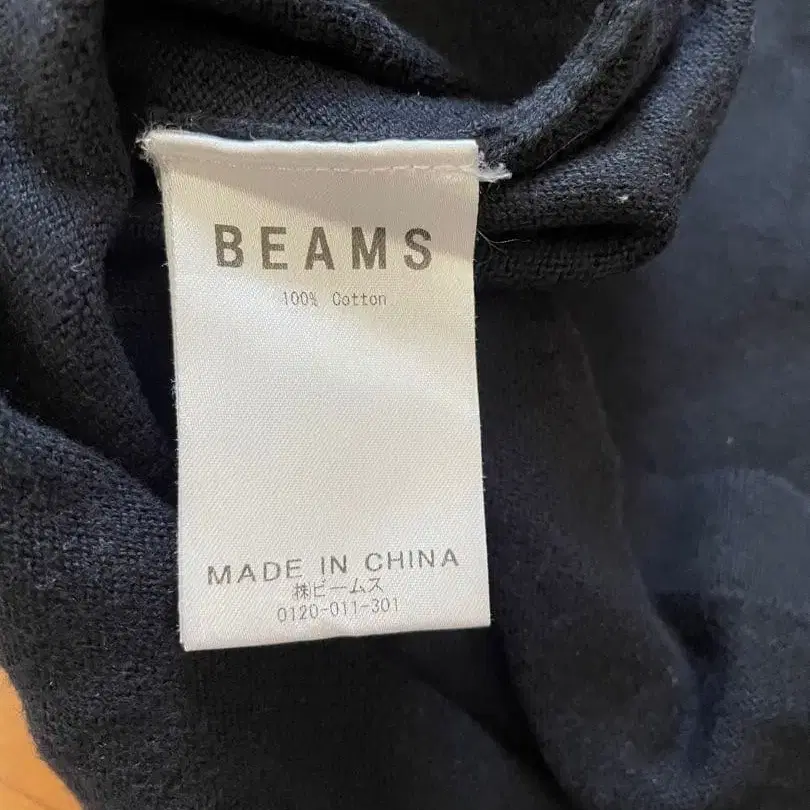 BEAMS
100% Cotton
MADE IN CHINA
㈱ビームス
0120-011-301